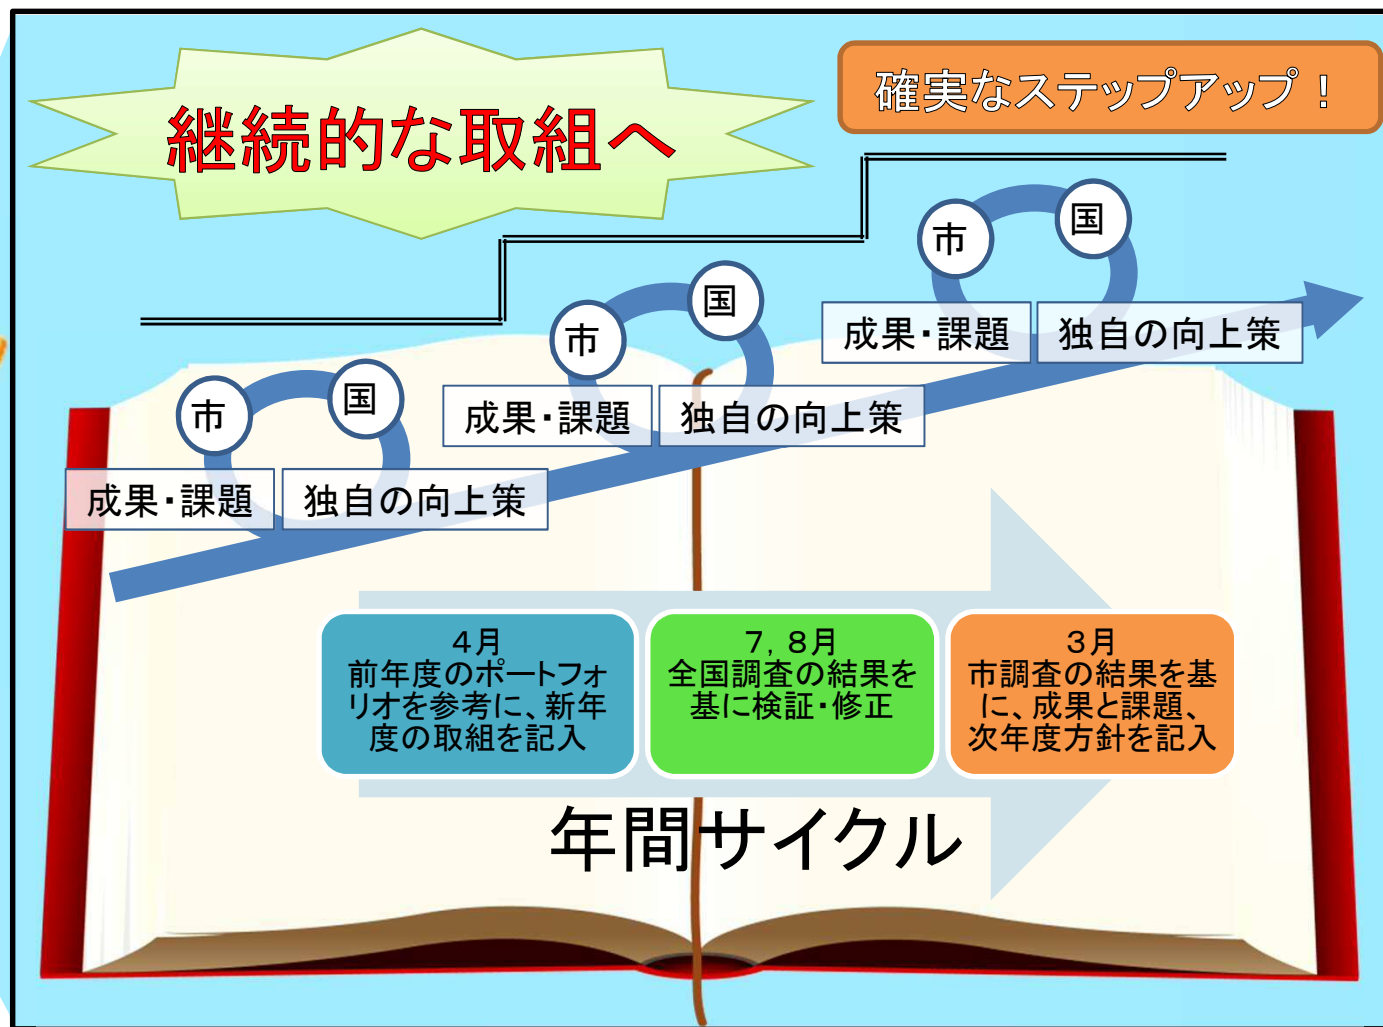 継続的な取組へ
確実なステップアップ！
市
国
成果・課題
独自の向上策
市
国
成果・課題
独自の向上策
市
国
成果・課題
独自の向上策
４月
前年度のポートフォ
リオを参考に、新年
度の取組を記入
７，８月
全国調査の結果を
基に検証・修正
３月
市調査の結果を基
に、成果と課題、
次年度方針を記入
年間サイクル